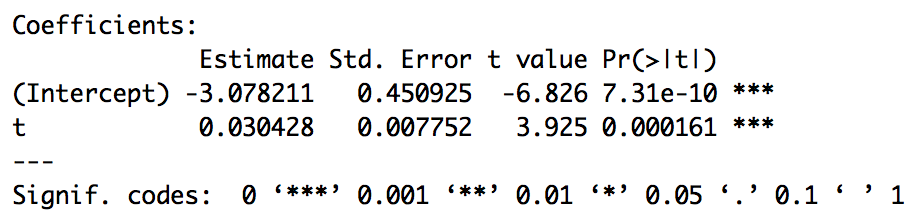 Coefficients:
Estimate Std. Error t value Pr(>|t|)
(Intercept) -3.078211 0.450925 -6.826 7.31e-10 ***
t 0.030428 0.007752 3.925 0.000161 ***
---
Signif. codes: 0 ‘***’ 0.001 ‘**’ 0.01 ‘*’ 0.05 ‘.’ 0.1 ‘ ’ 1